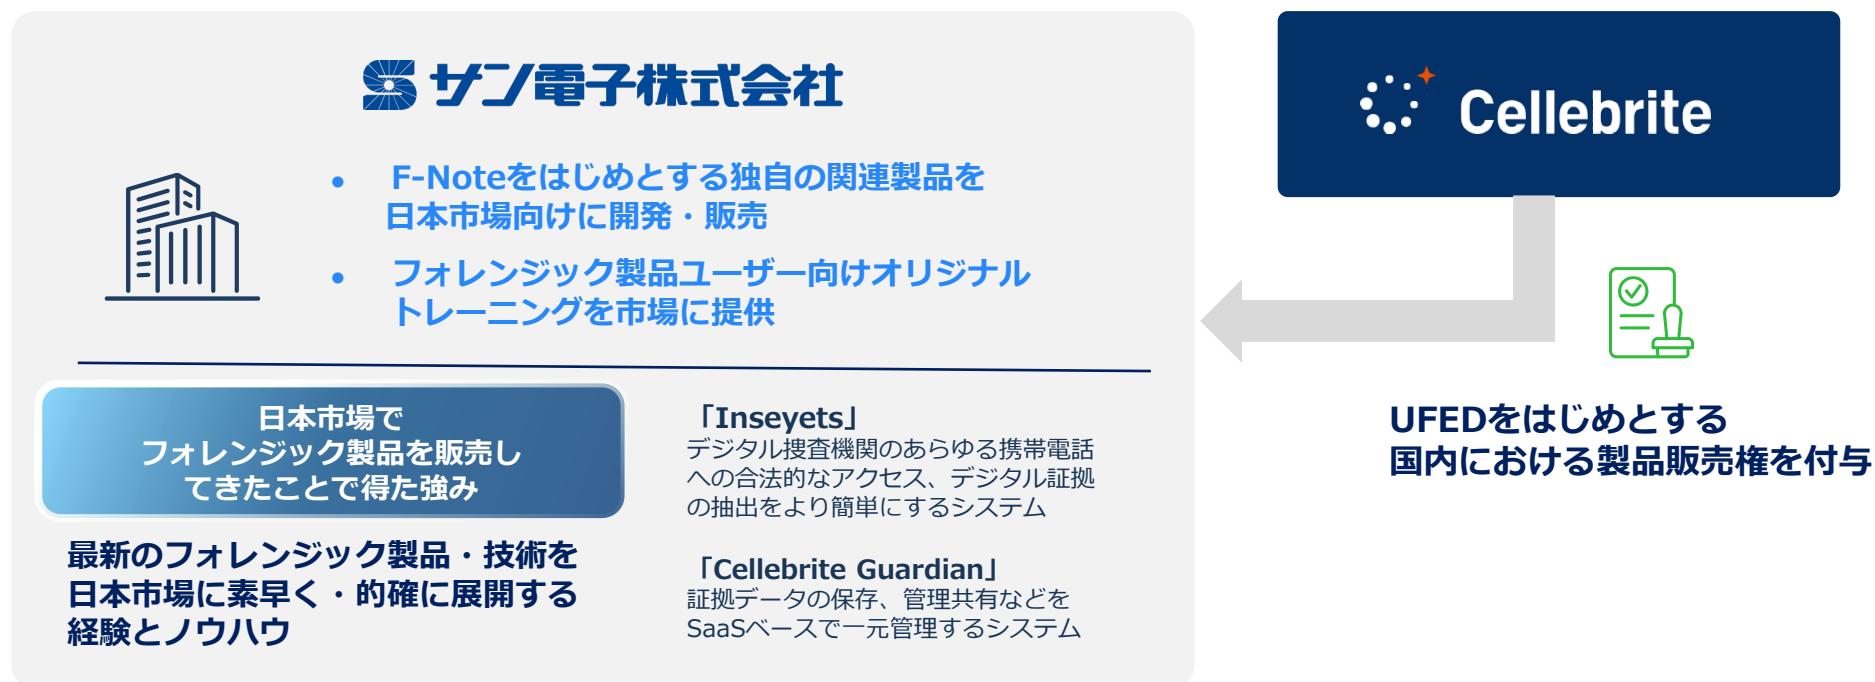 サン電子株式会社
• F-Noteをはじめとする独自の関連製品を
日本市場向けに開発・販売
• フォレンジック製品ユーザー向けオリジナル
トレーニングを市場に提供
日本市場で
フォレンジック製品を販売し
てきたことで得た強み
最新のフォレンジック製品・技術を
日本市場に素早く・的確に展開する
経験とノウハウ
「Inseyets」
デジタル捜査機関のあらゆる携帯電話
への合法的なアクセス、デジタル証拠
の抽出をより簡単にするシステム
「Cellebrite Guardian」
証拠データの保存、管理共有などを
SaaSベースで一元管理するシステム
Cellebrite
UFEDをはじめとする
国内における製品販売権を付与